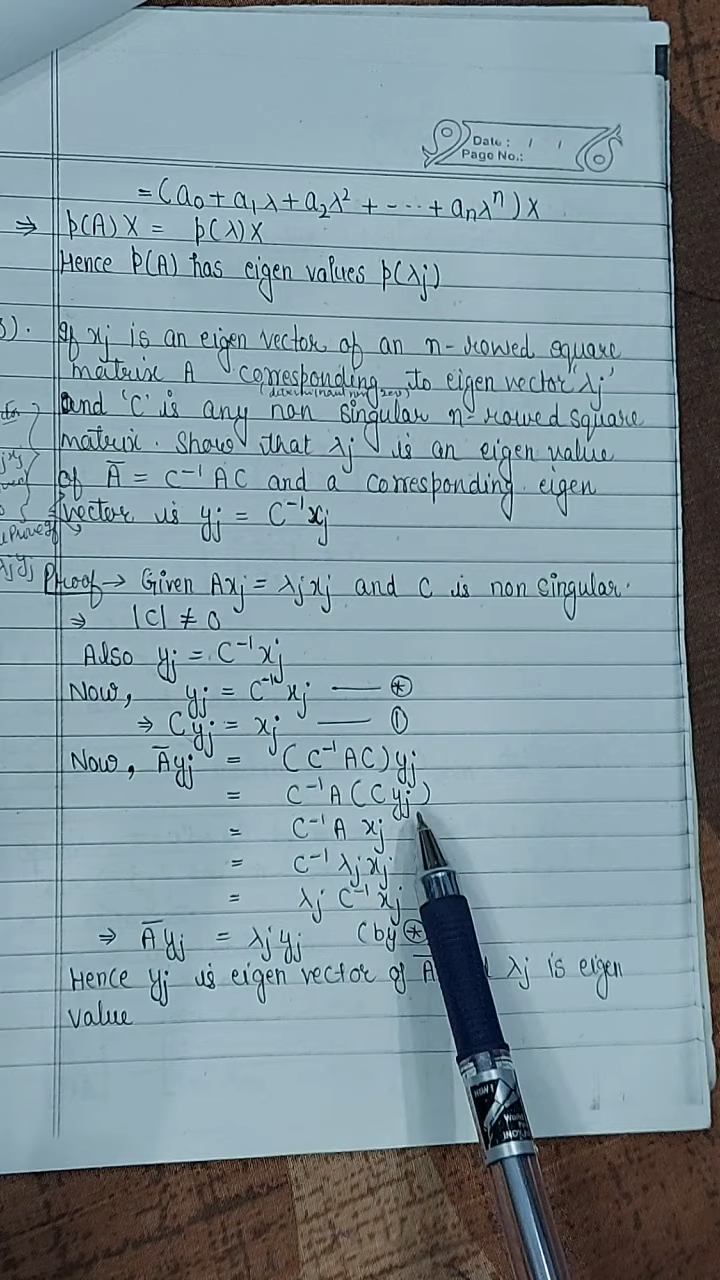 Date : / /
Page No.:
= (a₀ + a₁λ + a₂λ² + --- + aₙλⁿ) X
⇒ p(A) X = p(λ) X
Hence p(A) has eigen values p(λj)
3). If xj is an eigen vector of an n-rowed square
matrix A corresponding to eigen vector 'λj'
and 'C' is any non singular n-rowed square
matrix. Show that λj is an eigen value
of Ā = C⁻¹ AC and a corresponding eigen
vector is yj = C⁻¹xj
Proof → Given Axj = λjxj and C is non singular.
⇒ |C| ≠ 0
Also yj = C⁻¹xj
Now, yj = C⁻¹xj — ⊛
⇒ Cyj = xj — ①
Now, Āyj = (C⁻¹AC)yj
= C⁻¹A(Cyj)
= C⁻¹A xj
= C⁻¹ λjxj
= λj C⁻¹xj
⇒ Āyj = λjyj (by ⊛
Hence yj is eigen vector of Ā λj is eigen
value